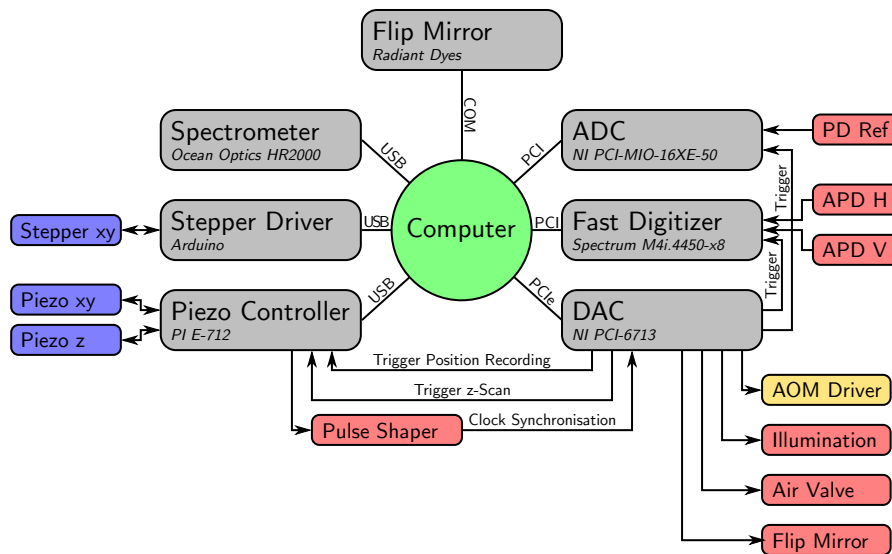 Flip Mirror
Radiant Dyes
COM
Spectrometer
Ocean Optics HR2000
USB
PCI
ADC
NI PCI-MIO-16XE-50
PD Ref
Trigger
Stepper xy
Stepper Driver
Arduino
USB
Computer
PCI
Fast Digitizer
Spectrum M4i.4450-x8
APD H
APD V
Trigger
Piezo xy
Piezo z
Piezo Controller
PI E-712
USB
PCIe
DAC
NI PCI-6713
Trigger Position Recording
Trigger z-Scan
AOM Driver
Pulse Shaper
Clock Synchronisation
Illumination
Air Valve
Flip Mirror